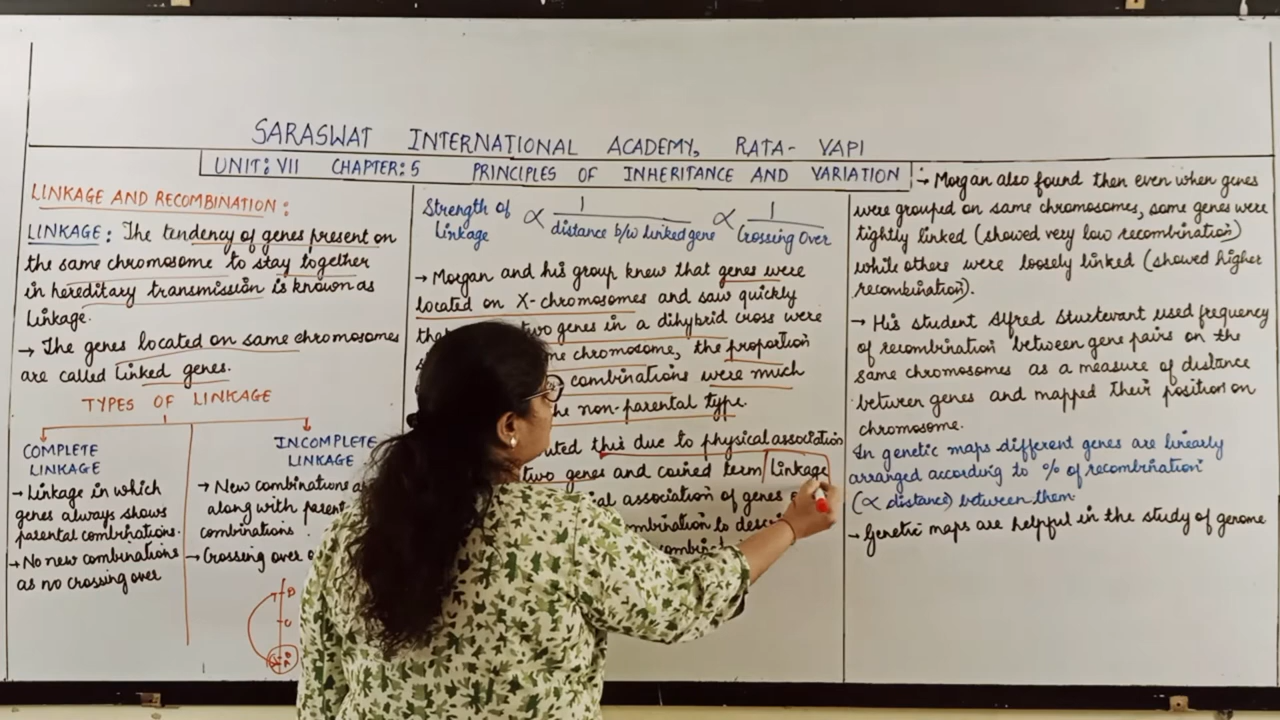 SARASWAT INTERNATIONAL ACADEMY, RATA- VAPI
UNIT: VII CHAPTER: 5 PRINCIPLES OF INHERITANCE AND VARIATION
LINKAGE AND RECOMBINATION:
LINKAGE: The tendency of genes present on
the same chromosome to stay together
in hereditary transmission is known as
linkage.
→ The genes located on same chromosomes
are called linked genes.
TYPES OF LINKAGE
COMPLETE
LINKAGE
→ Linkage in which
genes always shows
parental combinations.
→ No new combinations
as no crossing over
INCOMPLETE
LINKAGE
→ New combinations
along with
combinations
→ Crossing over
Strength of Linkage ∝ 1 / distance b/w linked gene ∝ 1 / Crossing Over
→ Morgan and his group knew that genes were
located on X-chromosomes and saw quickly
two genes in a dihybrid cross were
chromosome, the proportion
combinations were much
non-parental type.
this due to physical association
two genes and coined term Linkage
association of genes
to
→ Morgan also found then even when genes
were grouped on same chromosomes, some genes were
tightly linked (showed very low recombination)
while others were loosely linked (showed higher
recombination).
→ His student Alfred Sturtevant used frequency
of recombination between gene pairs on the
same chromosomes as a measure of distance
between genes and mapped their position on
chromosome.
In genetic maps different genes are linearly
arranged according to % of recombination
(∝ distance) between them
→ Genetic maps are helpful in the study of genome